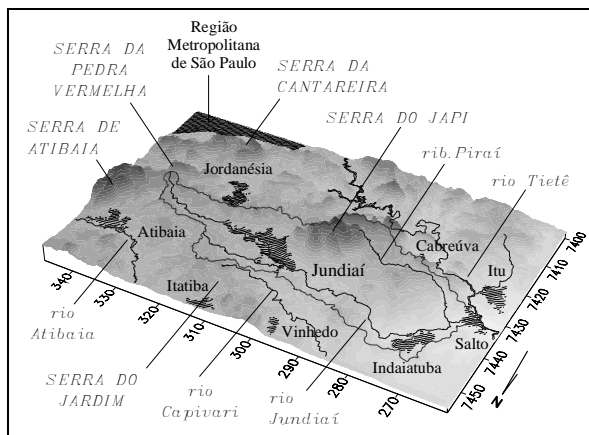 Região
Metropolitana
de São Paulo
SERRA DA
PEDRA
VERMELHA
SERRA DA
CANTAREIRA
SERRA DO JAPI
SERRA DE
ATIBAIA
rib. Piraí
Jordanésia
rio Tietê
Cabreúva
Atibaia
Jundiaí
Itu
Itatiba
Vinhedo
Salto
Indaiatuba
rio
Atibaia
SERRA DO
JARDIM
rio
Capivari
rio
Jundiaí
340
330
320
310
300
290
280
270
7400
7410
7420
7430
7440
7450
N